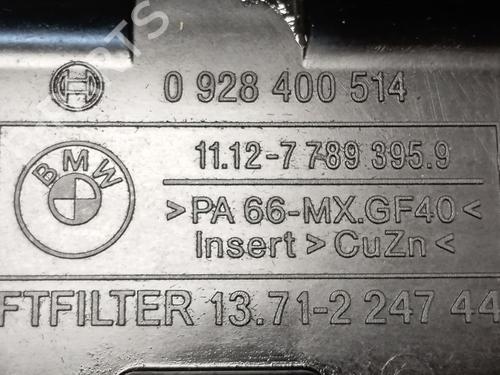 0 928 400 514
BMW
11.12-7 789 395.9
>PA 66-MX.GF40<
Insert >CuZn<
FTFILTER 13.71-2 247 44